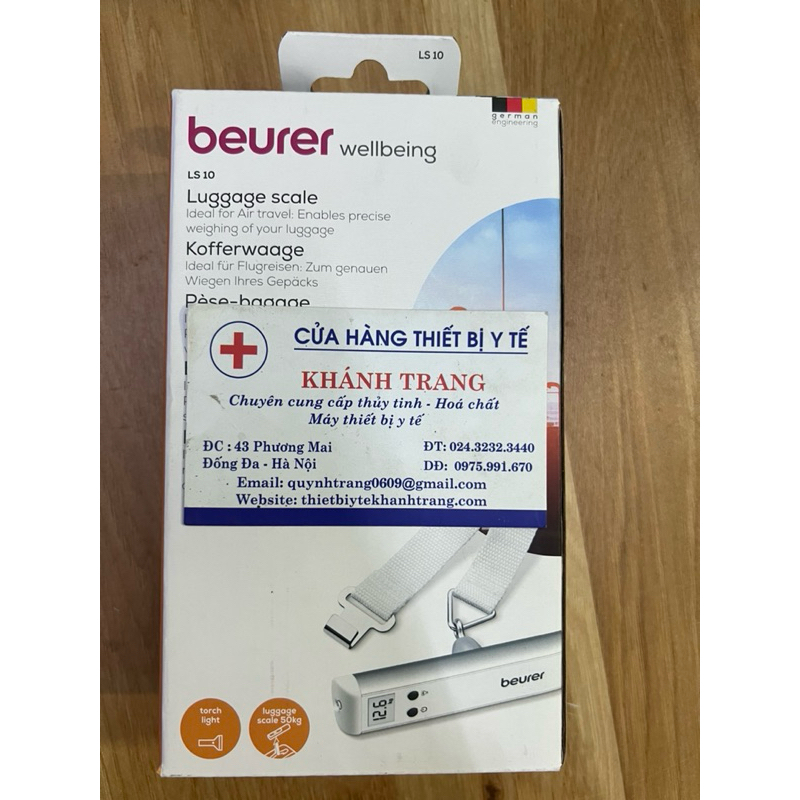 LS 10
german
engineering
beurer wellbeing
LS 10
Luggage scale
Ideal for Air travel: Enables precise
weighing of your luggage
Kofferwaage
Ideal für Flugreisen: Zum genauen
Wiegen Ihres Gepäcks
Pèse-bagage
CỬA HÀNG THIẾT BỊ Y TẾ
KHÁNH TRANG
Chuyên cung cấp thủy tinh - Hoá chất
Máy thiết bị y tế
ĐC : 43 Phương Mai
Đống Đa - Hà Nội
ĐT: 024.3232.3440
DĐ: 0975.991.670
Email: quynhtrang0609@gmail.com
Website: thietbiytekhanhtrang.com
beurer
12.6
torch
light
luggage
scale 50kg